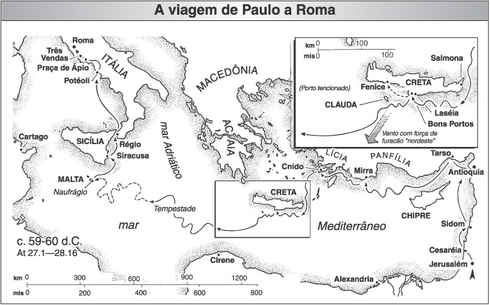 A viagem de Paulo a Roma
Roma
Três
Vendas
Praça de Ápio
Potéoli
ITÁLIA
MACEDÔNIA
ACAIA
mar Adriático
SICÍLIA
Régio
Siracusa
Cartago
MALTA
Naufrágio
Tempestade
mar
Mediterrâneo
CRETA
Cnido
LÍCIA
PANFÍLIA
Mirra
Tarso
Antioquia
CHIPRE
Sidom
Cesaréia
Jerusalém
Alexandria
Cirene
c. 59-60 d.C.
At 27.1—28.16
km 0 300 600 900 1200
mis 0 200 400 600 800
km 0 100
mis 0 100
Salmona
CRETA
Fenice
(Porto tencionado)
CLAUDA
Laséia
Bons Portos
Vento com força de
furacão "nordeste"